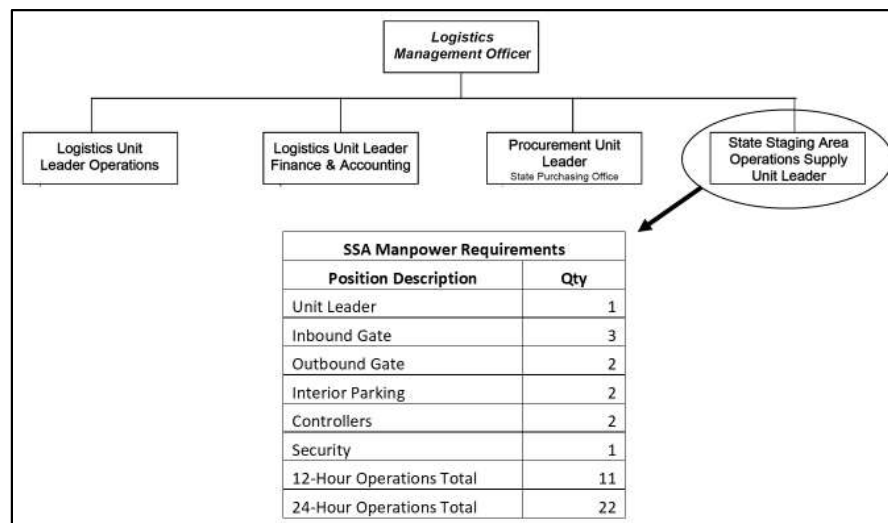 Logistics
Management Officer
Logistics Unit
Leader Operations
Logistics Unit Leader
Finance & Accounting
Procurement Unit
Leader
State Purchasing Office
State Staging Area
Operations Supply
Unit Leader
SSA Manpower Requirements
Position Description Qty
Unit Leader 1
Inbound Gate 3
Outbound Gate 2
Interior Parking 2
Controllers 2
Security 1
12-Hour Operations Total 11
24-Hour Operations Total 22